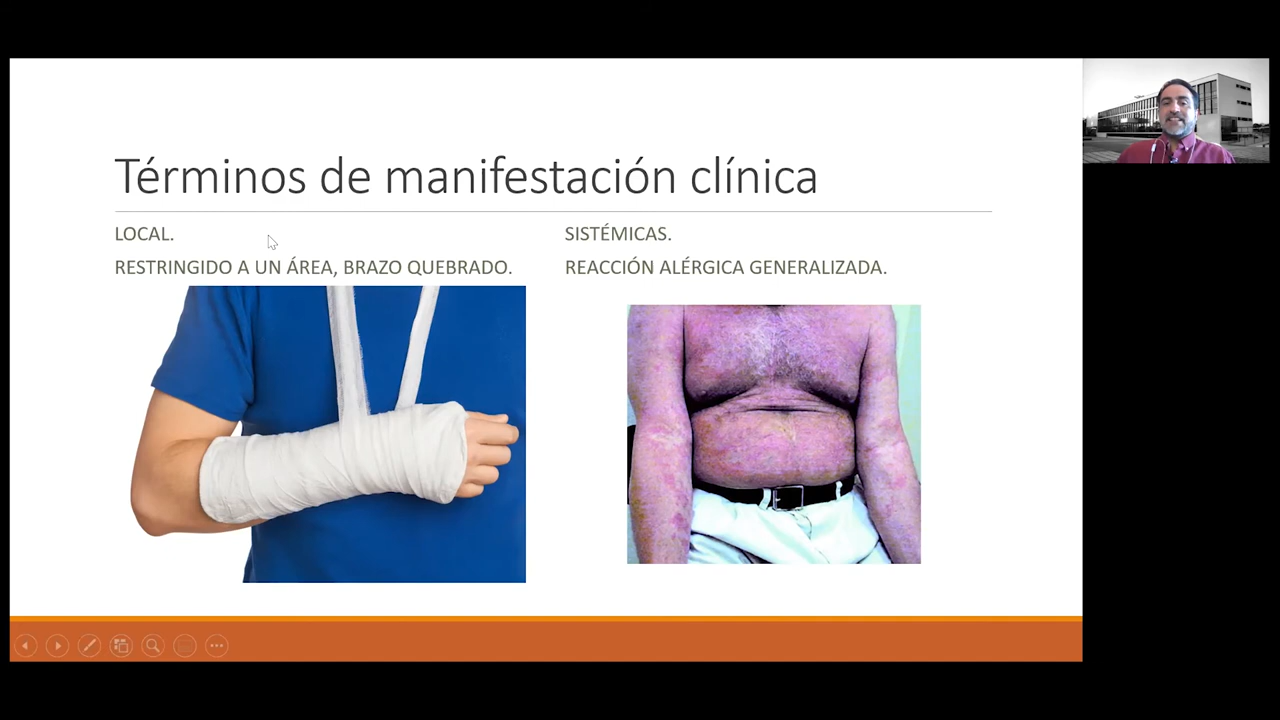 Términos de manifestación clínica
LOCAL.
RESTRINGIDO A UN ÁREA, BRAZO QUEBRADO.
SISTÉMICAS.
REACCIÓN ALÉRGICA GENERALIZADA.